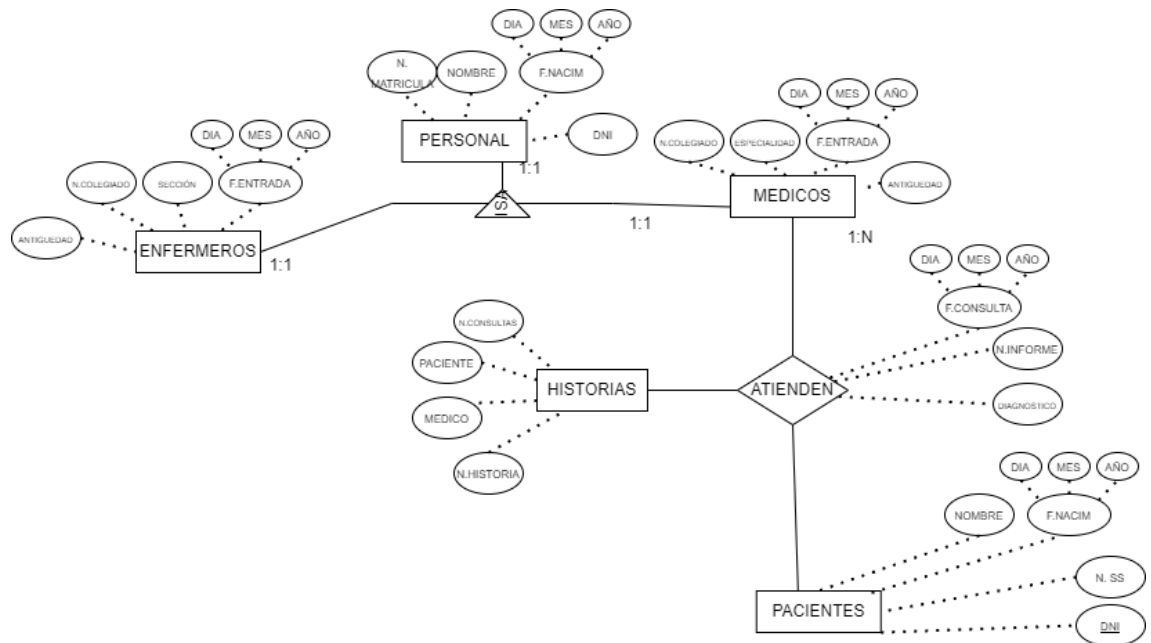 DIA
MES
AÑO
N.
MATRICULA
NOMBRE
F.NACIM
PERSONAL
DNI
1:1
ISA
DIA
MES
AÑO
N.COLEGIADO
ESPECIALIDAD
F.ENTRADA
MEDICOS
ANTIGUEDAD
1:1
1:N
DIA
MES
AÑO
N.COLEGIADO
SECCIÓN
F.ENTRADA
ANTIGUEDAD
ENFERMEROS
1:1
DIA
MES
AÑO
F.CONSULTA
N.INFORME
DIAGNOSTICO
ATIENDEN
N.CONSULTAS
PACIENTE
HISTORIAS
MEDICO
N.HISTORIA
DIA
MES
AÑO
NOMBRE
F.NACIM
N. SS
PACIENTES
DNI